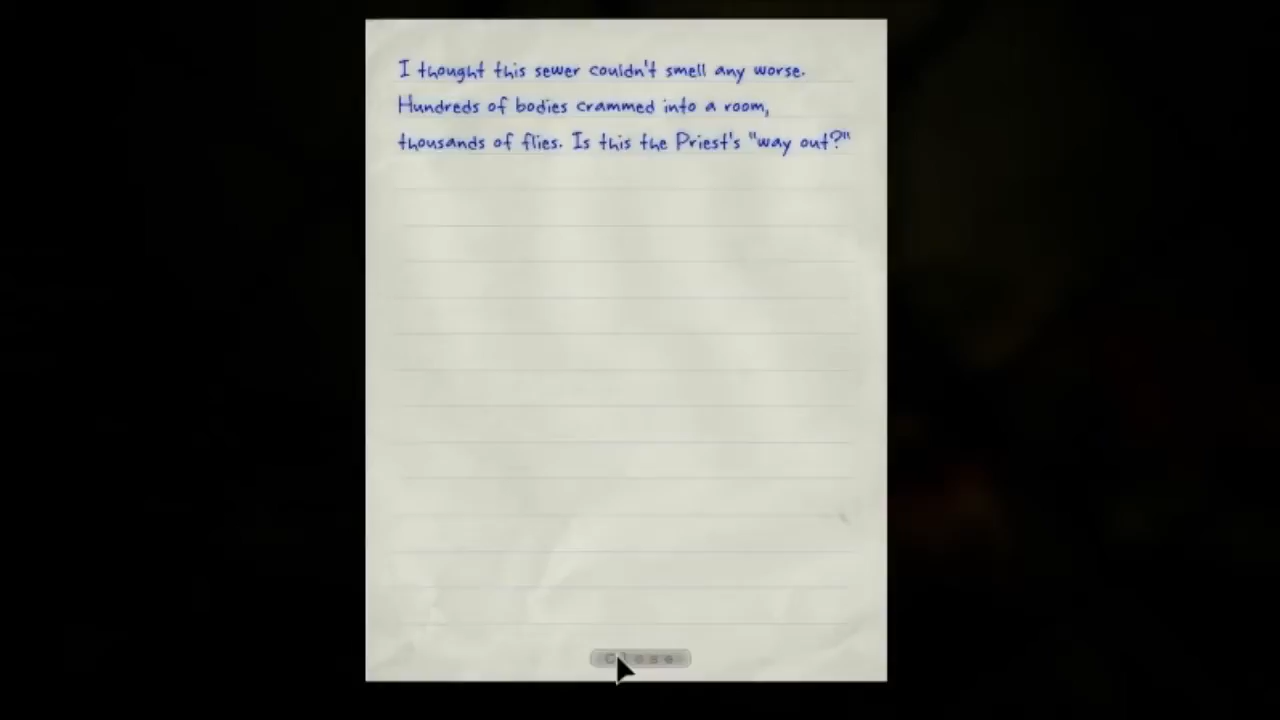 I thought this sewer couldn't smell any worse.
Hundreds of bodies crammed into a room,
thousands of flies. Is this the Priest's "way out?"
Close